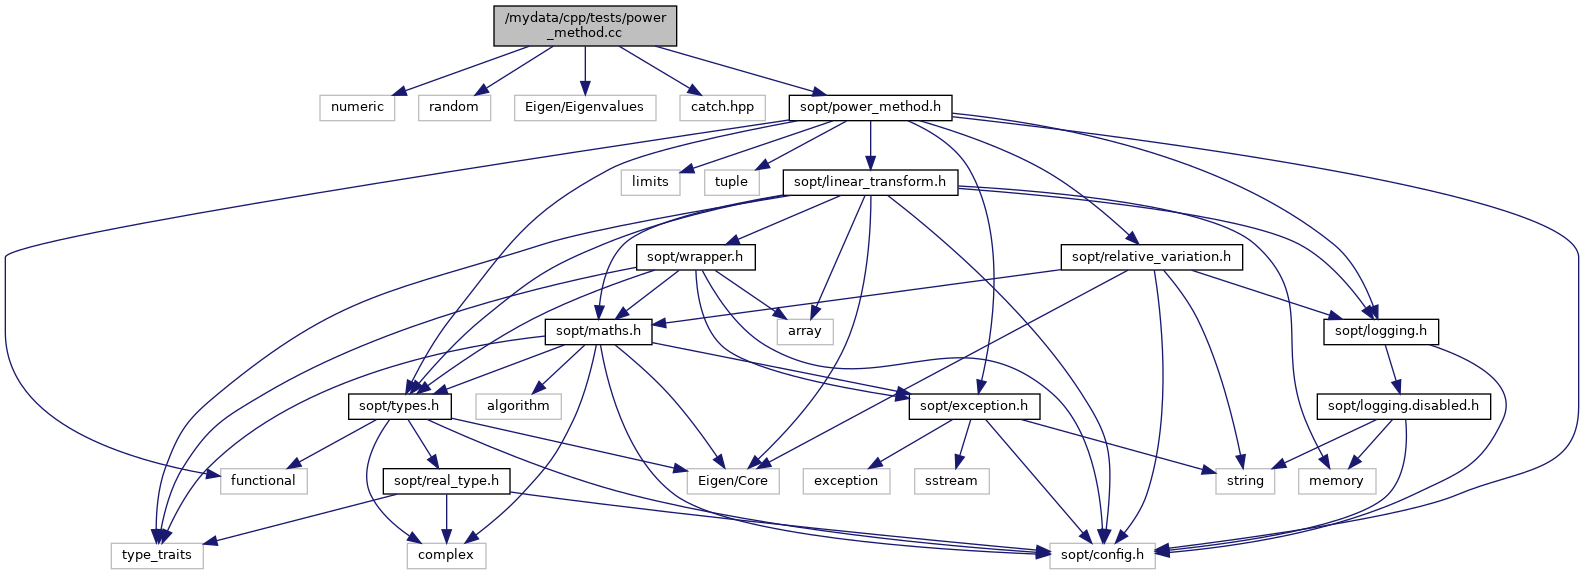 /mydata/cpp/tests/power
_method.cc
numeric
random
Eigen/Eigenvalues
catch.hpp
sopt/power_method.h
limits
tuple
sopt/linear_transform.h
sopt/wrapper.h
sopt/relative_variation.h
sopt/maths.h
array
sopt/logging.h
sopt/types.h
algorithm
sopt/exception.h
sopt/logging.disabled.h
functional
sopt/real_type.h
Eigen/Core
exception
sstream
string
memory
type_traits
complex
sopt/config.h